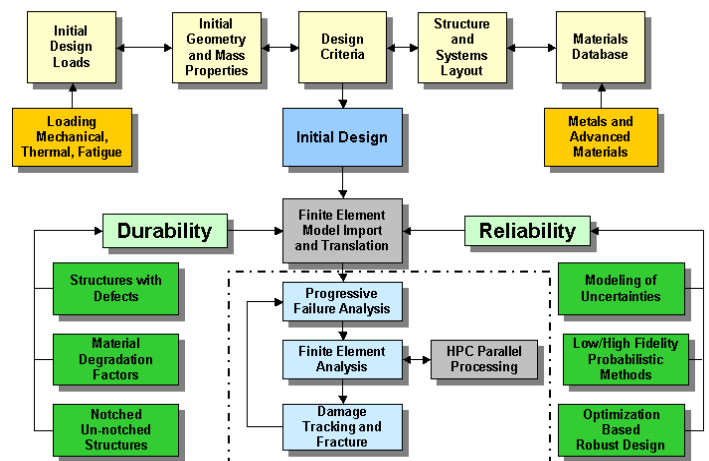 Initial
Design
Loads
Initial
Geometry
and Mass
Properties
Design
Criteria
Structure
and
Systems
Layout
Materials
Database
Loading
Mechanical,
Thermal, Fatigue
Initial Design
Metals and
Advanced
Materials
Durability
Finite Element
Model Import
and Translation
Reliability
Structures with
Defects
Progressive
Failure Analysis
Modeling of
Uncertainties
Material
Degradation
Factors
Finite Element
Analysis
HPC Parallel
Processing
Low/High Fidelity
Probabilistic
Methods
Notched
Un-notched
Structures
Damage
Tracking and
Fracture
Optimization
Based
Robust Design